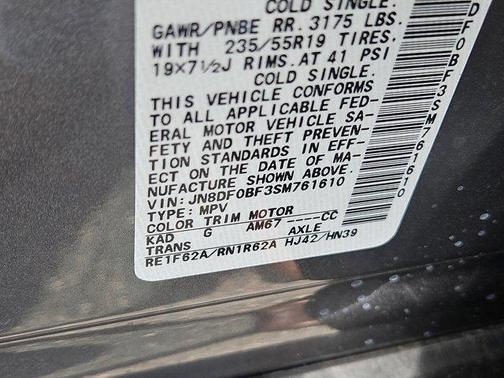 COLD SINGLE.
GAWR/PNBE RR. 3175 LBS.
WITH 235/55R19 TIRES.
19×7½J RIMS. AT 41 PSI
COLD SINGLE.
THIS VEHICLE CONFORMS
TO ALL APPLICABLE FED-
ERAL MOTOR VEHICLE SA-
FETY AND THEFT PREVEN-
TION STANDARDS IN EFF-
ECT ON THE DATE OF MA-
NUFACTURE SHOWN ABOVE.
VIN: JN8DF0BF3SM761610
TYPE: MPV
COLOR TRIM MOTOR
KAD G AM67 ----CC
TRANS AXLE
RE1F62A/RN1R62A HJ42/HN39
DF0BF3SM761610